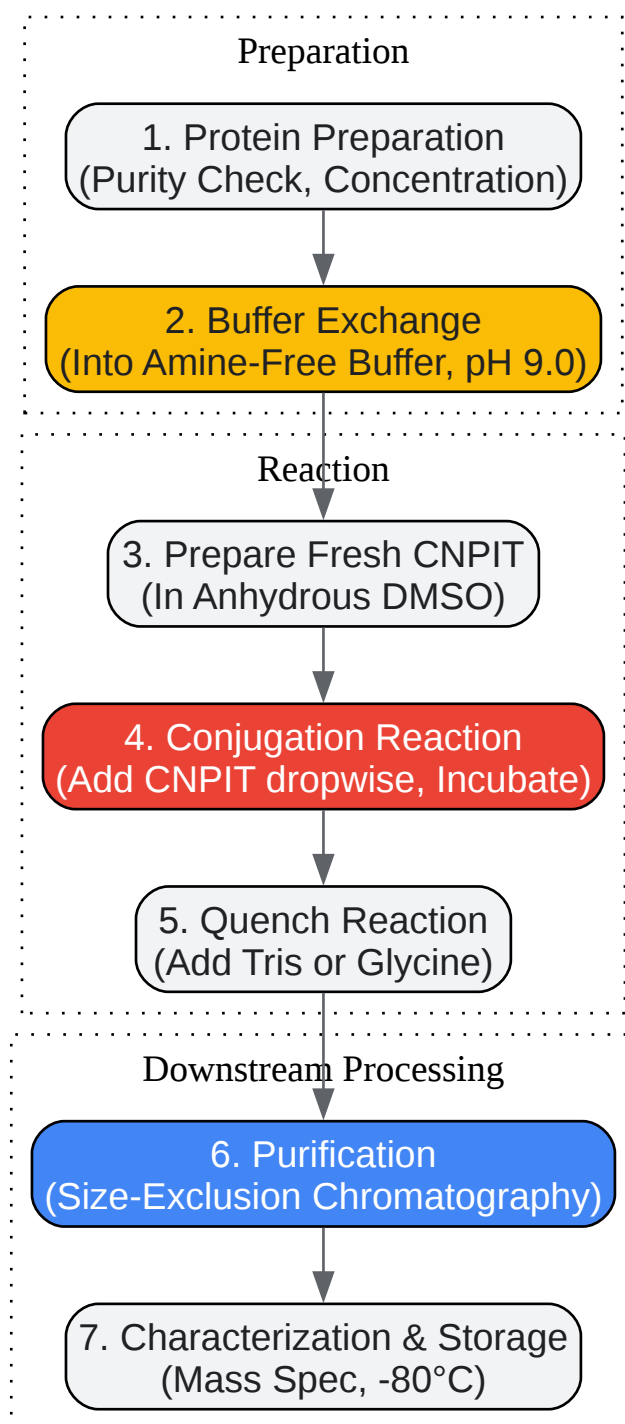 Preparation
1. Protein Preparation
(Purity Check, Concentration)
2. Buffer Exchange
(Into Amine-Free Buffer, pH 9.0)
Reaction
3. Prepare Fresh CNPIT
(In Anhydrous DMSO)
4. Conjugation Reaction
(Add CNPIT dropwise, Incubate)
5. Quench Reaction
(Add Tris or Glycine)
Downstream Processing
6. Purification
(Size-Exclusion Chromatography)
7. Characterization & Storage
(Mass Spec, -80°C)